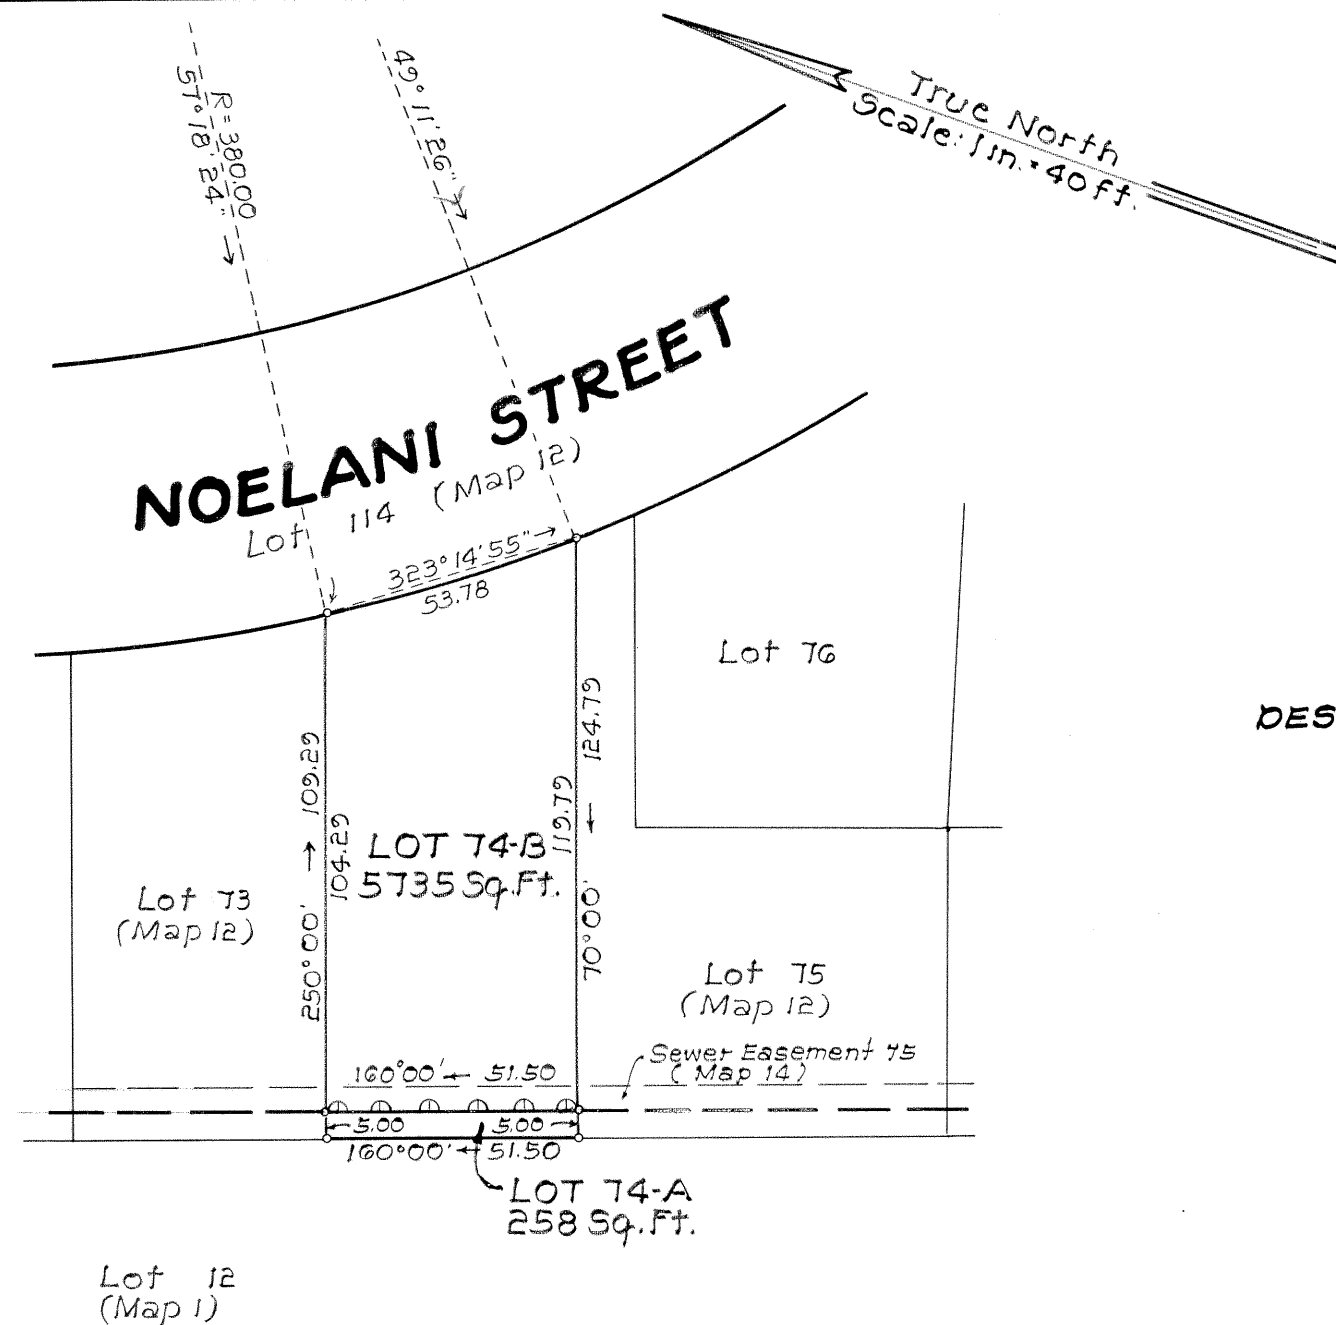 R=380.00
57°18'24"
49°11'26"
True North
Scale: 1 in. = 40 ft.
NOELANI STREET
Lot 114 (Map 12)
323°14'55"
53.78
Lot 76
DES
109.29
250°00'
104.29
LOT 74-B
5735 Sq.Ft.
119.79
124.79
70°00'
Lot 73
(Map 12)
Lot 75
(Map 12)
Sewer Easement 75
(Map 14)
160°00' 51.50
5.00 5.00
160°00' 51.50
LOT 74-A
258 Sq.Ft.
Lot 12
(Map 1)